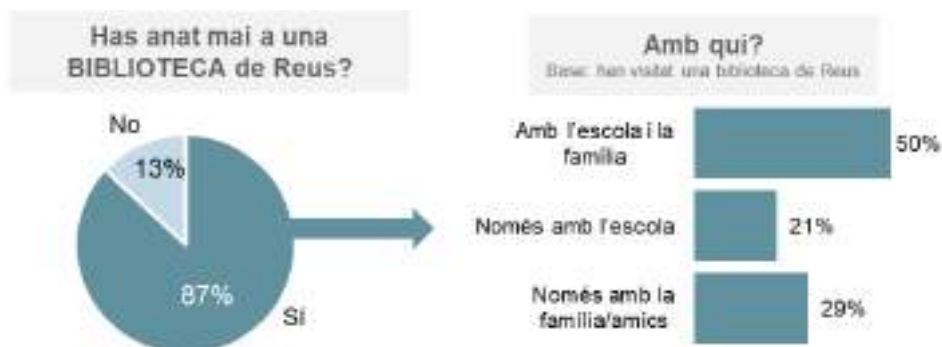 Has anat mai a una
BIBLIOTECA de Reus?
No
13%
87%
Sí
Amb qui?
Base: han visitat una biblioteca de Reus
Amb l'escola i la
família
50%
Només amb l'escola
21%
Només amb la
família/amics
29%